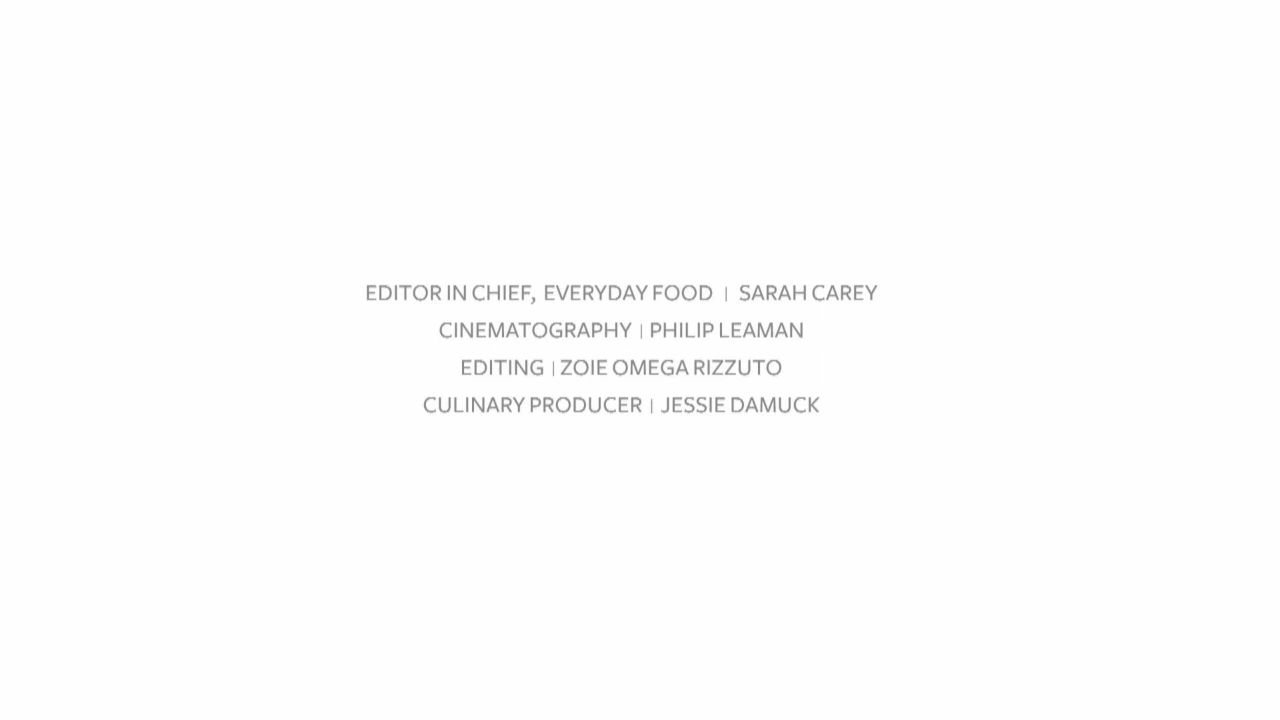 EDITOR IN CHIEF, EVERYDAY FOOD | SARAH CAREY
CINEMATOGRAPHY | PHILIP LEAMAN
EDITING | ZOIE OMEGA RIZZUTO
CULINARY PRODUCER | JESSIE DAMUCK